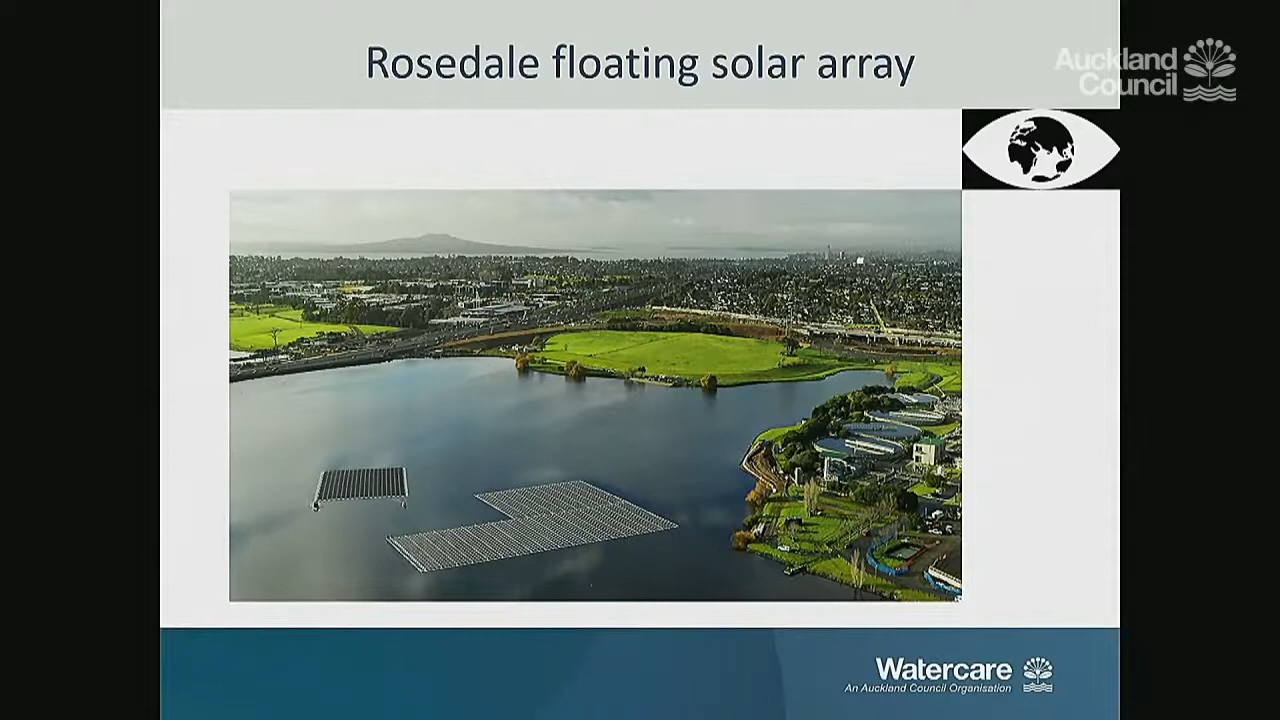 Rosedale floating solar array
Auckland
Council
Watercare
An Auckland Council Organisation